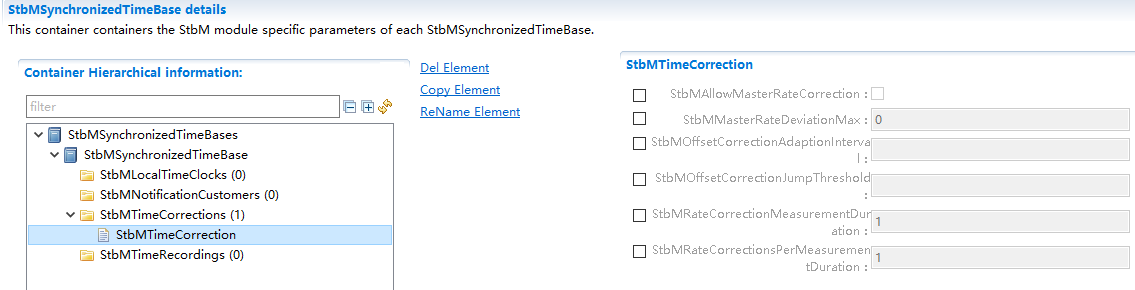 StbMSynchronizedTimeBase details
This container containers the StbM module specific parameters of each StbMSynchronizedTimeBase.
Container Hierarchical information:
filter
StbMSynchronizedTimeBases
StbMSynchronizedTimeBase
StbMLocalTimeClocks (0)
StbMNotificationCustomers (0)
StbMTimeCorrections (1)
StbMTimeCorrection
StbMTimeRecordings (0)
Del Element
Copy Element
ReName Element
StbMTimeCorrection
StbMAllowMasterRateCorrection :
StbMMasterRateDeviationMax : 0
StbMOffsetCorrectionAdaptionInterva
l :
StbMOffsetCorrectionJumpThreshold
:
StbMRateCorrectionMeasurementDur
ation : 1
StbMRateCorrectionsPerMeasuremen
tDuration : 1